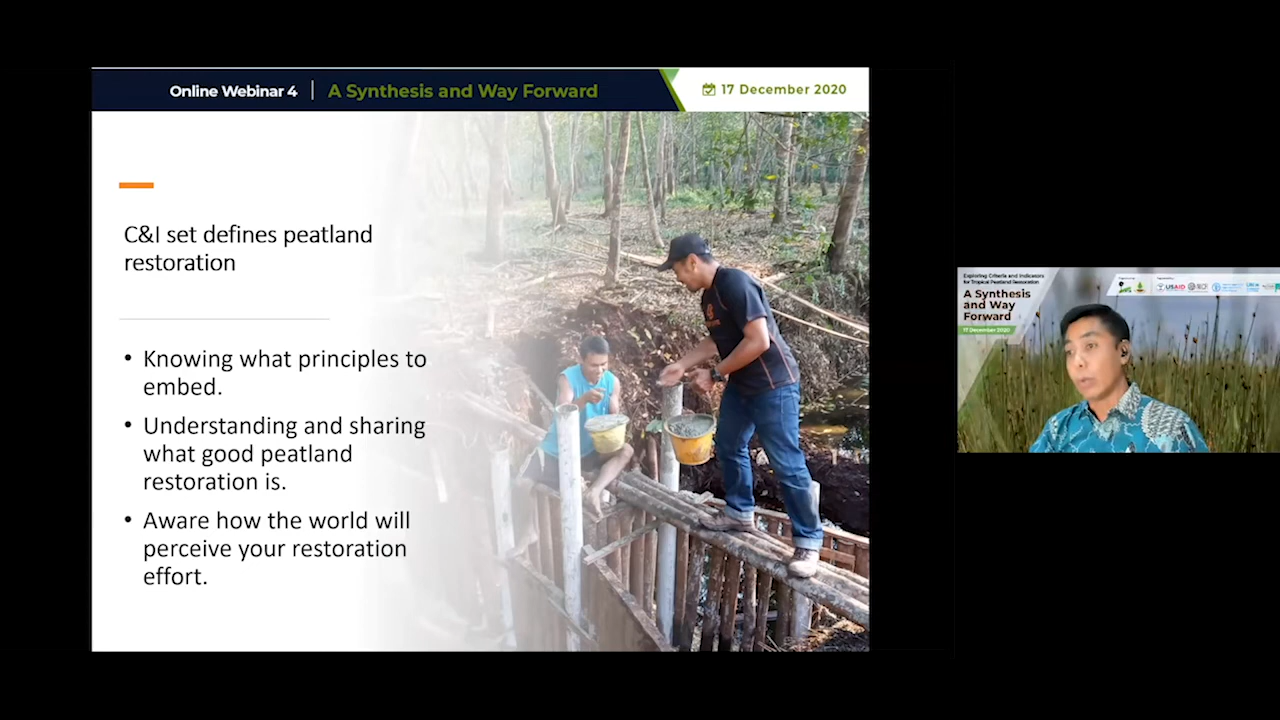 Online Webinar 4 | A Synthesis and Way Forward
17 December 2020
C&I set defines peatland
restoration
• Knowing what principles to
embed.
• Understanding and sharing
what good peatland
restoration is.
• Aware how the world will
perceive your restoration
effort.
Exploring Criteria and Indicators
for Tropical Peatland Restoration
A Synthesis
and Way
Forward
17 December 2020
USAID